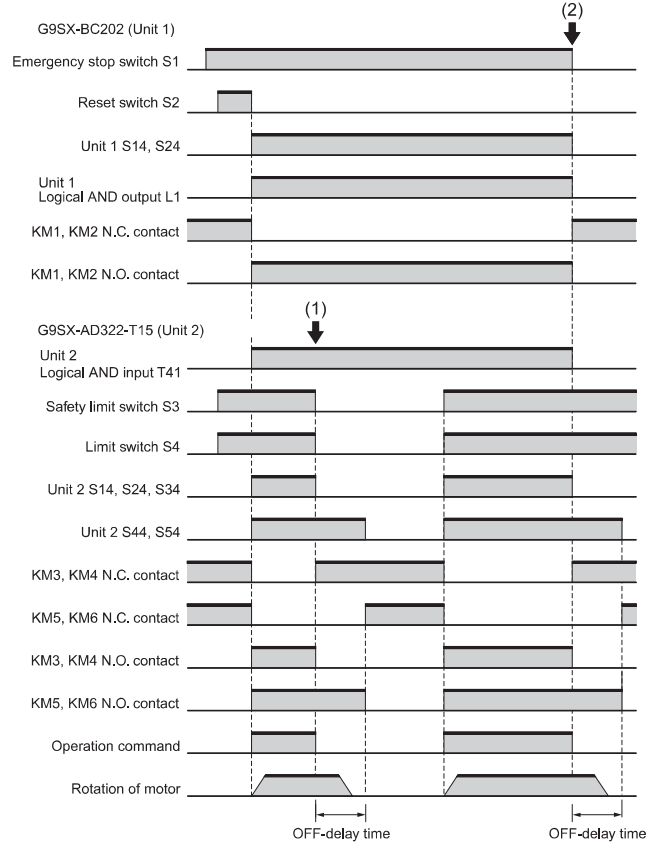 (2)
G9SX-BC202 (Unit 1)
Emergency stop switch S1
Reset switch S2
Unit 1 S14, S24
Unit 1
Logical AND output L1
KM1, KM2 N.C. contact
KM1, KM2 N.O. contact
(1)
G9SX-AD322-T15 (Unit 2)
Unit 2
Logical AND input T41
Safety limit switch S3
Limit switch S4
Unit 2 S14, S24, S34
Unit 2 S44, S54
KM3, KM4 N.C. contact
KM5, KM6 N.C. contact
KM3, KM4 N.O. contact
KM5, KM6 N.O. contact
Operation command
Rotation of motor
OFF-delay time
OFF-delay time